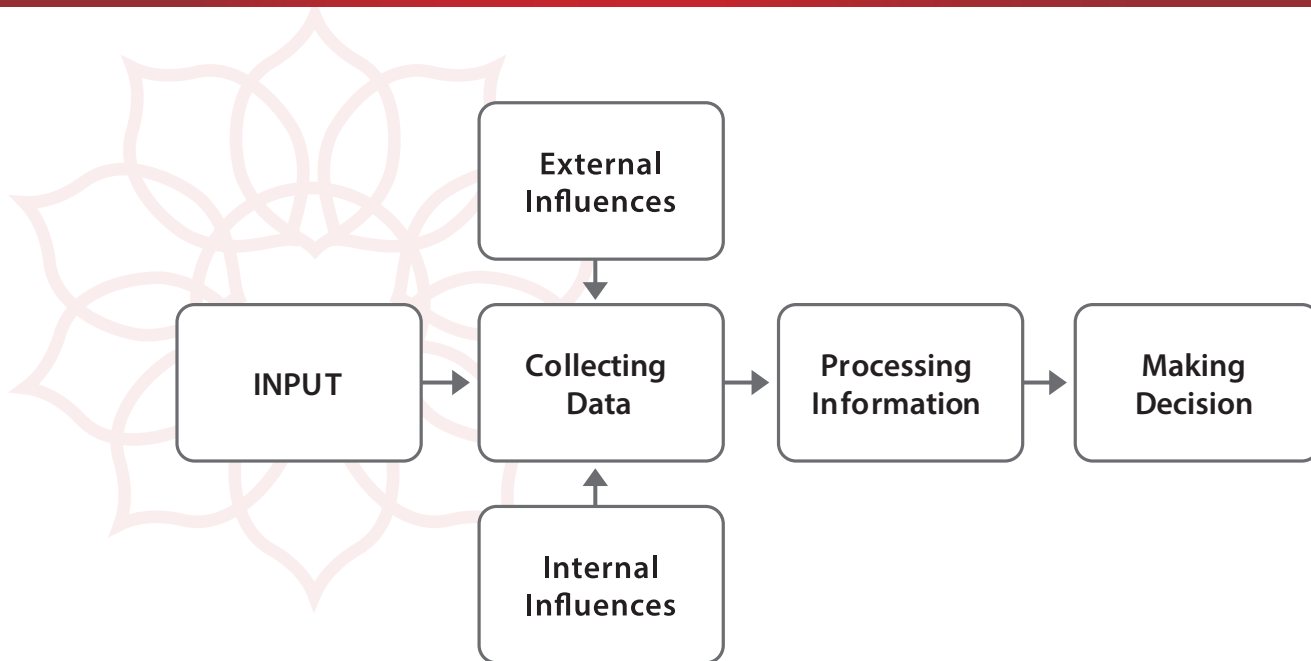 External
Influences
INPUT
Collecting
Data
Processing
Information
Making
Decision
Internal
Influences